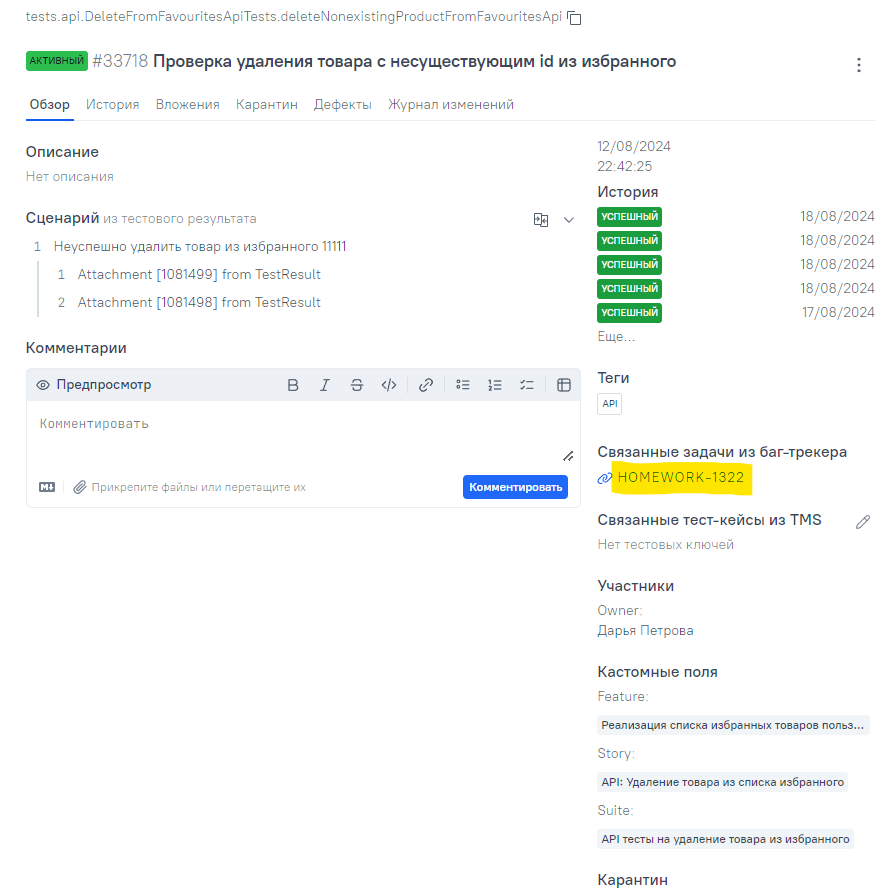 tests.api.DeleteFromFavouritesApiTests.deleteNonexistingProductFromFavouritesApi
АКТИВНЫЙ #33718 Проверка удаления товара с несуществующим id из избранного
Обзор История Вложения Карантин Дефекты Журнал изменений
Описание
Нет описания
Сценарий из тестового результата
1 Неуспешно удалить товар из избранного 11111
1 Attachment [1081499] from TestResult
2 Attachment [1081498] from TestResult
Комментарии
Предпросмотр
Комментировать
Прикрепите файлы или перетащите их
Комментировать
12/08/2024
22:42:25
История
УСПЕШНЫЙ 18/08/2024
УСПЕШНЫЙ 18/08/2024
УСПЕШНЫЙ 18/08/2024
УСПЕШНЫЙ 18/08/2024
УСПЕШНЫЙ 17/08/2024
Еще...
Теги
API
Связанные задачи из баг-трекера
HOMEWORK-1322
Связанные тест-кейсы из TMS
Нет тестовых ключей
Участники
Owner:
Дарья Петрова
Кастомные поля
Feature:
Реализация списка избранных товаров польз...
Story:
API: Удаление товара из списка избранного
Suite:
API тесты на удаление товара из избранного
Карантин